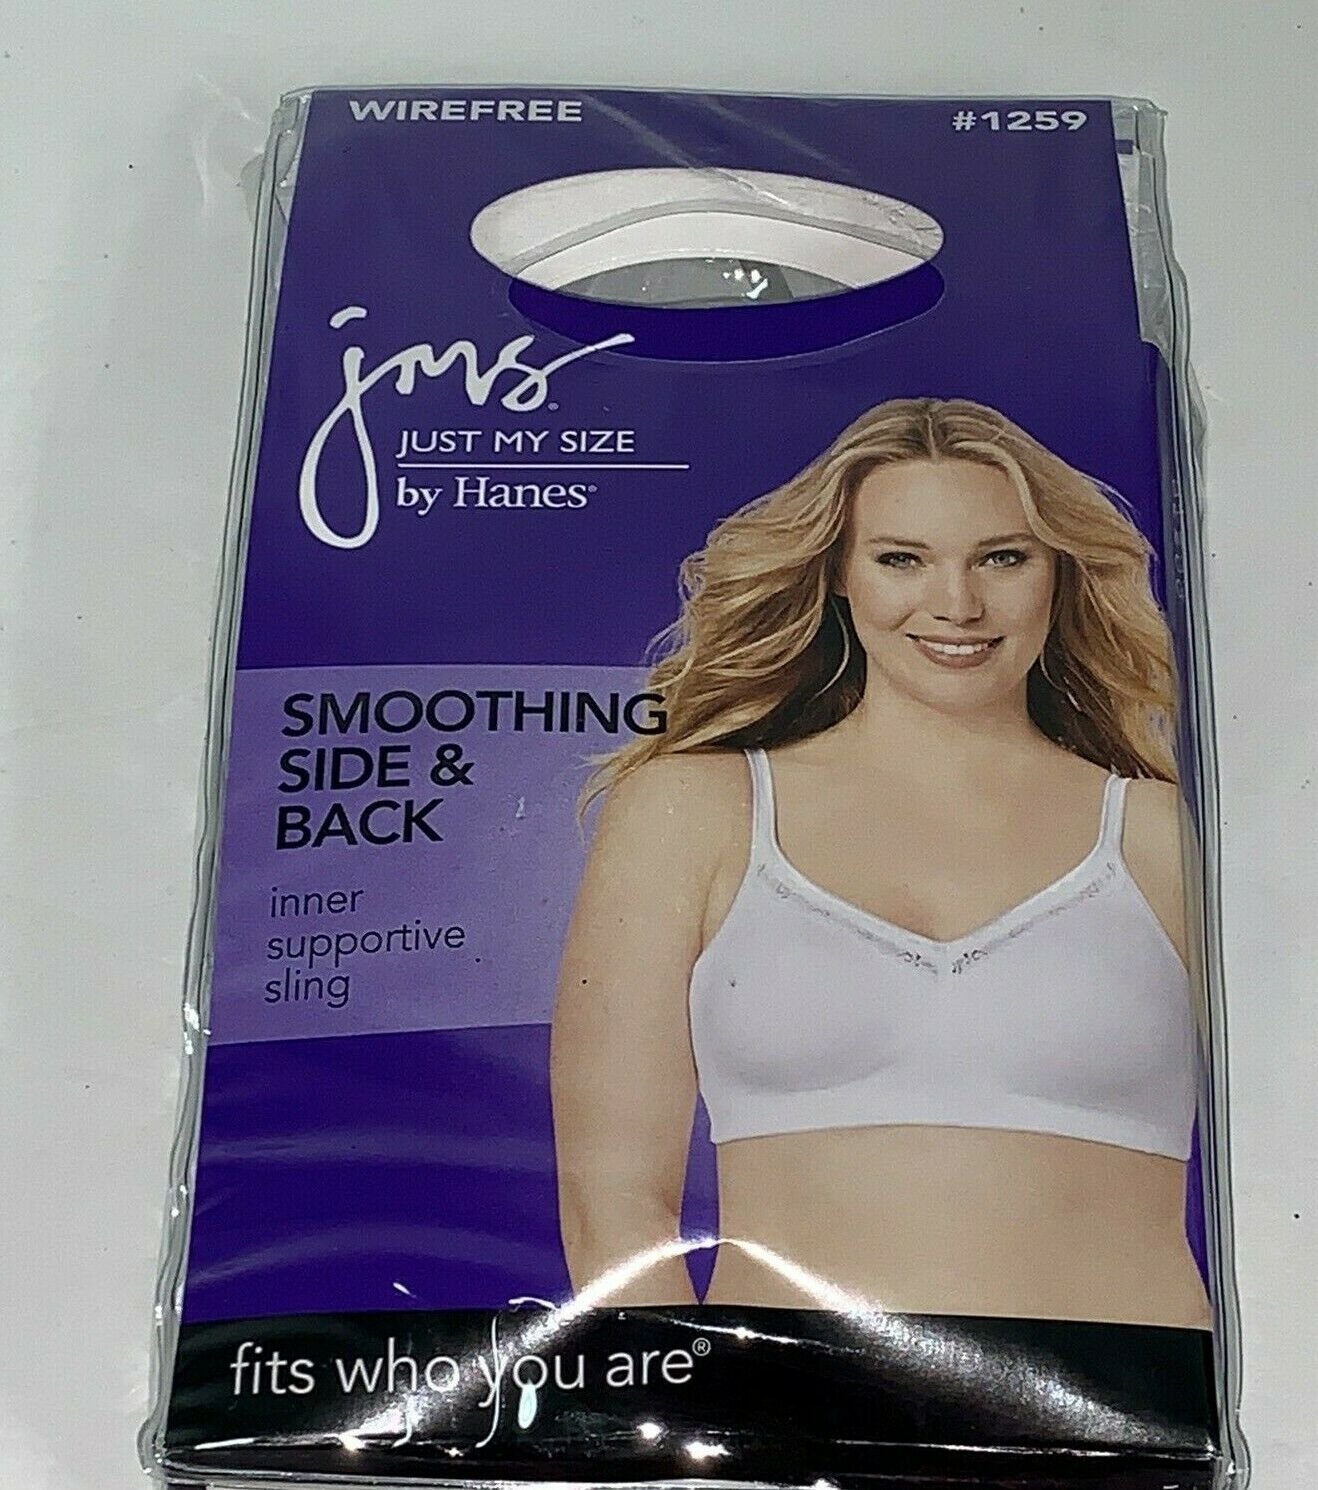 WIREFREE
#1259
jms®
JUST MY SIZE
by Hanes®
SMOOTHING
SIDE &
BACK
inner
supportive
sling
fits who you are®